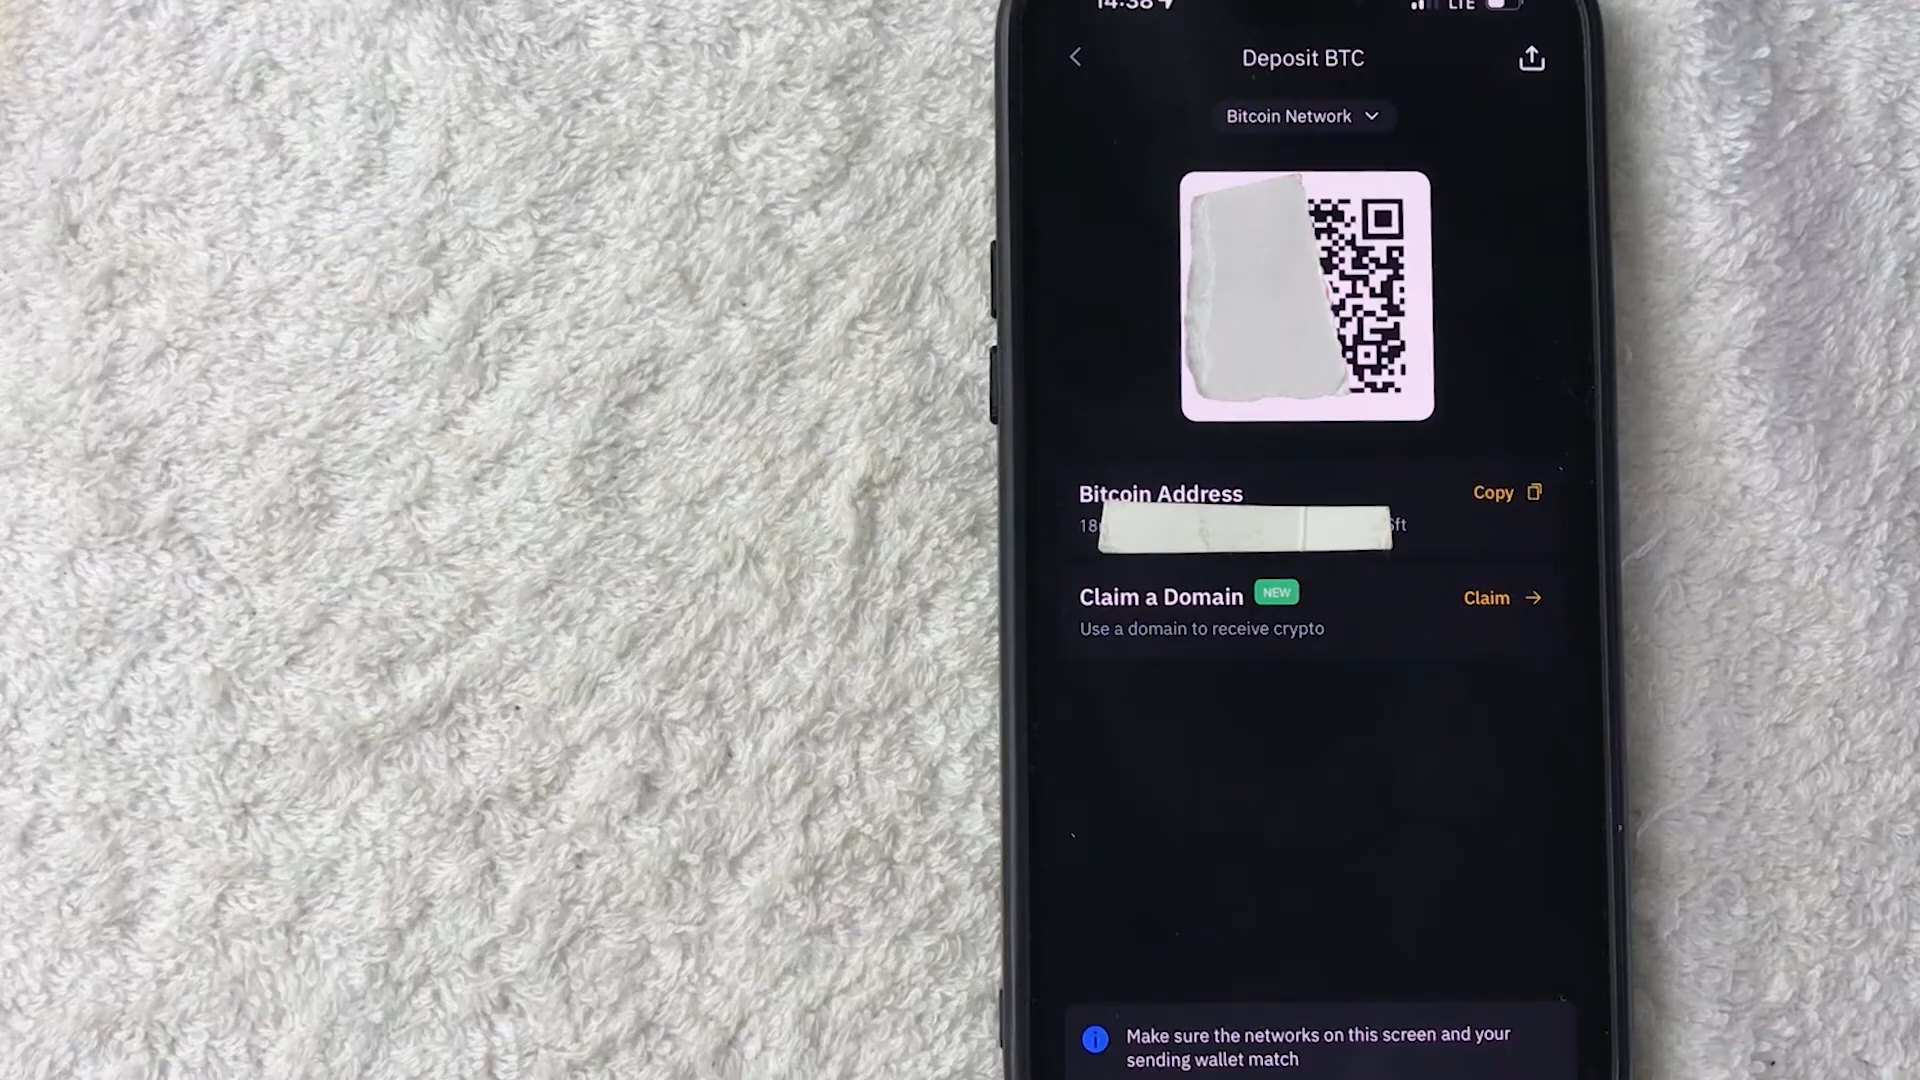 14:38
LTE
Deposit BTC
Bitcoin Network
Bitcoin Address
Copy
18
ft
Claim a Domain
NEW
Claim
Use a domain to receive crypto
Make sure the networks on this screen and your
sending wallet match